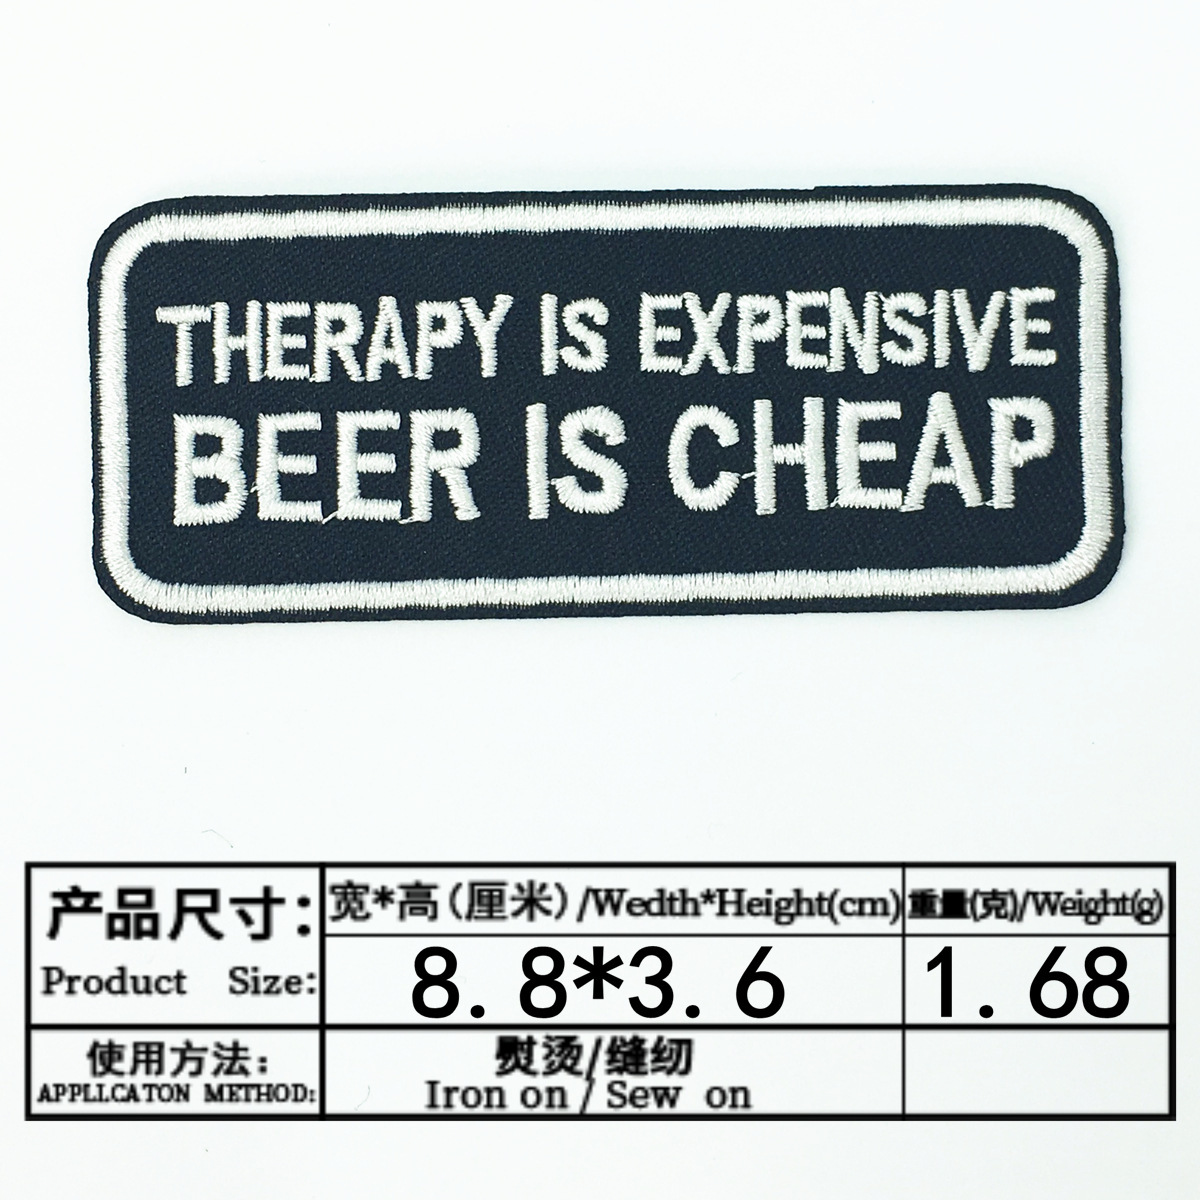 THERAPY IS EXPENSIVE
BEER IS CHEAP
产品尺寸:
Product Size:
宽*高(厘米)/Wedth*Height(cm)
重量(克)/Weight(g)
8.8*3.6
1.68
使用方法:
APPLLCATON METHOD:
熨烫/缝纫
Iron on / Sew on